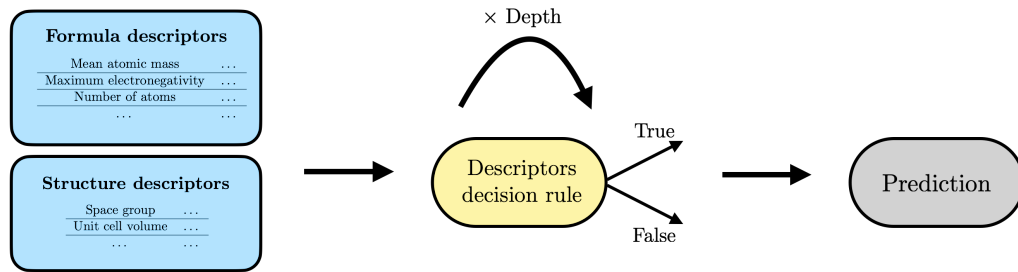 Formula descriptors
Mean atomic mass ...
Maximum electronegativity ...
Number of atoms ...
... ...
Structure descriptors
Space group ...
Unit cell volume ...
... ...
× Depth
Descriptors
decision rule
True
False
Prediction